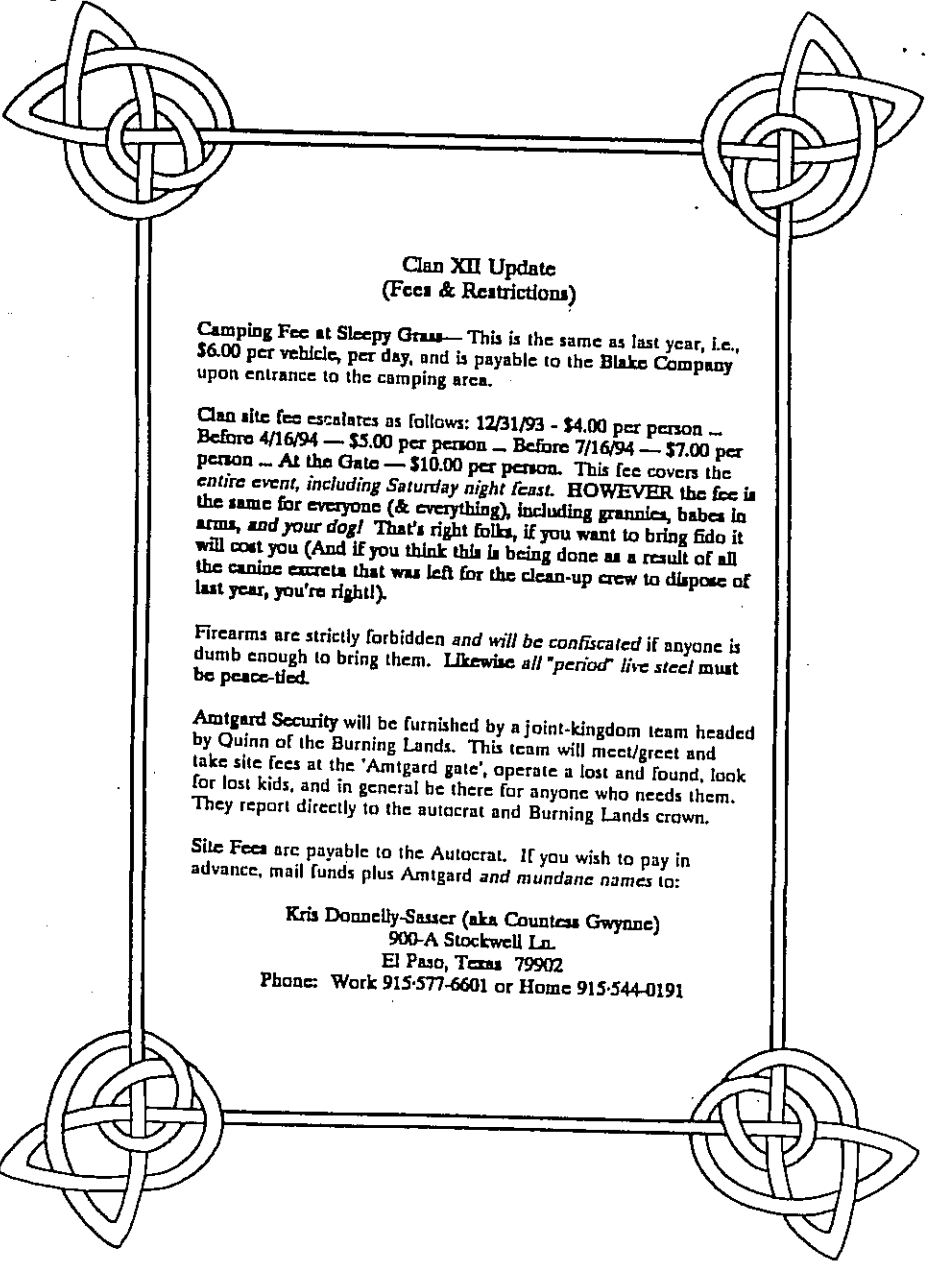 Clan XII Update
(Fees & Restrictions)
Camping Fee at Sleepy Grass— This is the same as last year, i.e.,
$6.00 per vehicle, per day, and is payable to the Blake Company
upon entrance to the camping area.
Clan site fee escalates as follows: 12/31/93 - $4.00 per person ...
Before 4/16/94 — $5.00 per person ... Before 7/16/94 — $7.00 per
person ... At the Gate — $10.00 per person. This fee covers the
entire event, including Saturday night feast. HOWEVER the fee is
the same for everyone (& everything), including grannies, babes in
arms, and your dog! That's right folks, if you want to bring fido it
will cost you (And if you think this is being done as a result of all
the canine excreta that was left for the clean-up crew to dispose of
last year, you're right!).
Firearms are strictly forbidden and will be confiscated if anyone is
dumb enough to bring them. Likewise all "period" live steel must
be peace-tied.
Amtgard Security will be furnished by a joint-kingdom team headed
by Quinn of the Burning Lands. This team will meet/greet and
take site fees at the 'Amtgard gate', operate a lost and found, look
for lost kids, and in general be there for anyone who needs them.
They report directly to the autocrat and Burning Lands crown.
Site Fees are payable to the Autocrat. If you wish to pay in
advance, mail funds plus Amtgard and mundane names to:
Kris Donnelly-Sasser (aka Countess Gwynne)
900-A Stockwell Ln.
El Paso, Texas 79902
Phone: Work 915·577-6601 or Home 915·544-0191